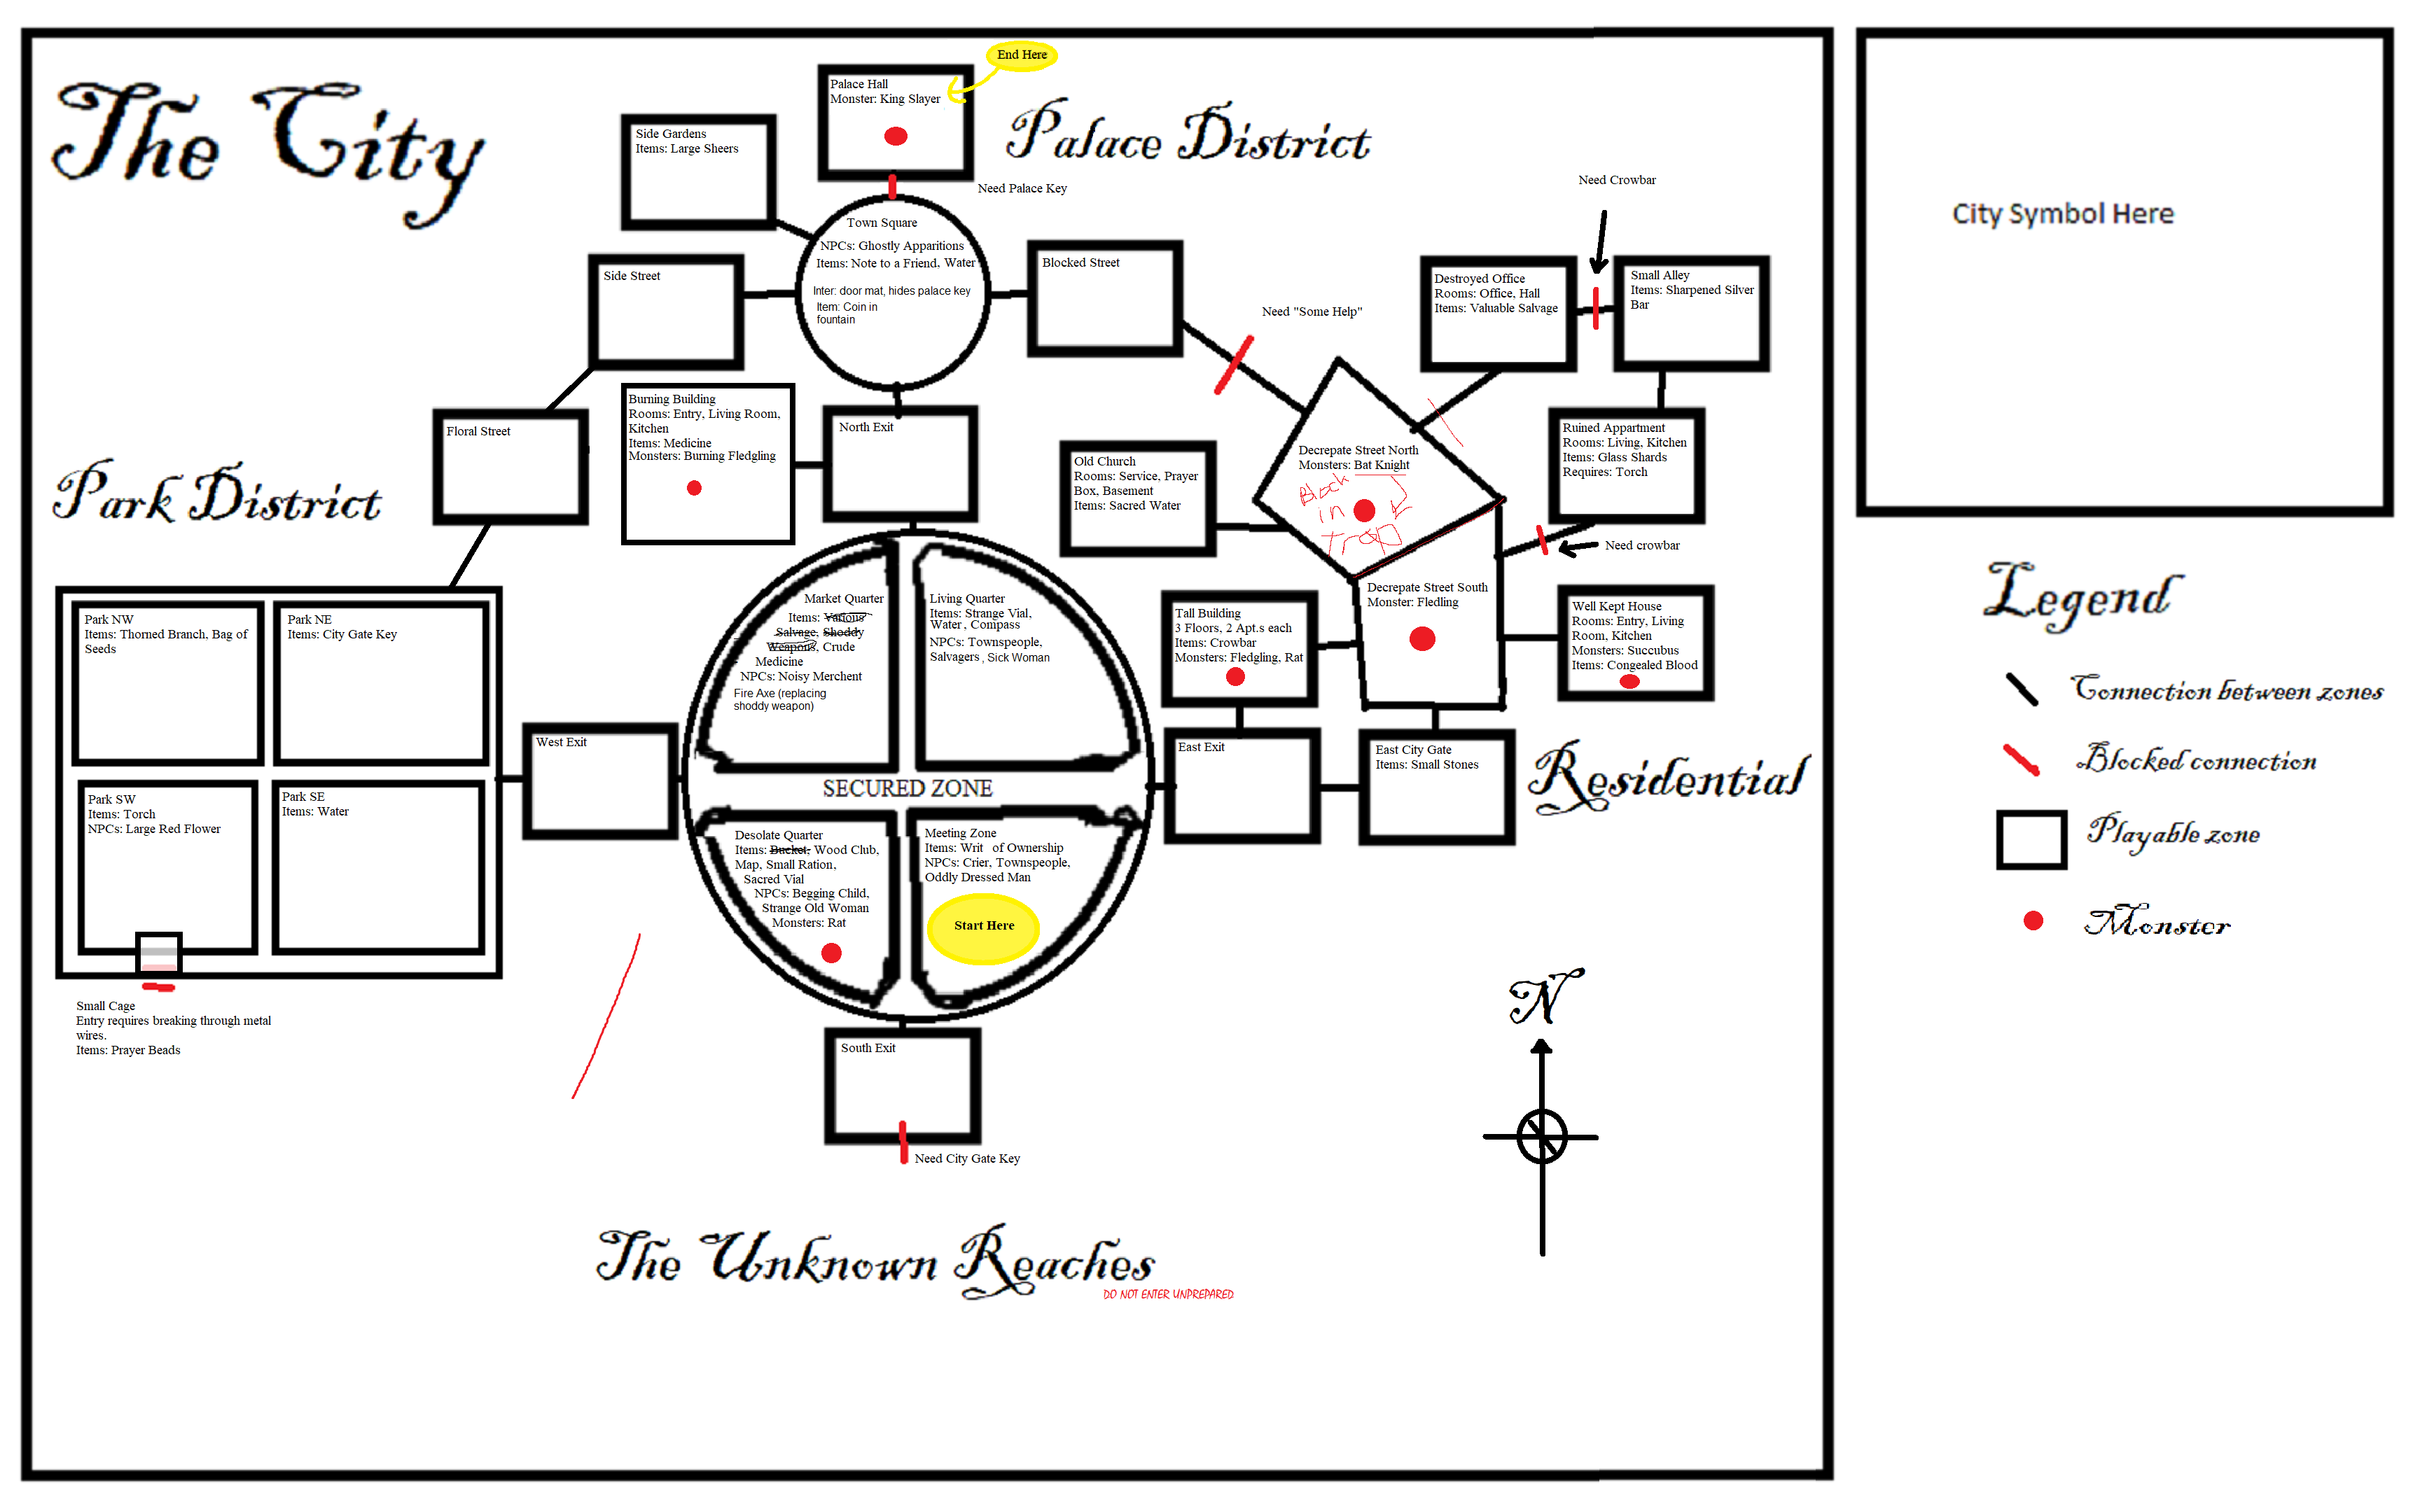 The City
End Here
Palace Hall
Monster: King Slayer
Palace District
Need Palace Key
Side Gardens
Items: Large Sheers
Town Square
NPCs: Ghostly Apparitions
Items: Note to a Friend, Water
Inter: door mat, hides palace key
Item: Coin in
fountain
Side Street
Blocked Street
Need "Some Help"
Need Crowbar
Destroyed Office
Rooms: Office, Hall
Items: Valuable Salvage
Small Alley
Items: Sharpened Silver
Bar
City Symbol Here
Burning Building
Rooms: Entry, Living Room,
Kitchen
Items: Medicine
Monsters: Burning Fledgling
North Exit
Floral Street
Park District
Old Church
Rooms: Service, Prayer
Box, Basement
Items: Sacred Water
Decrepate Street North
Monsters: Bat Knight
Block
in
Trap
Ruined Appartment
Rooms: Living, Kitchen
Items: Glass Shards
Requires: Torch
Need crowbar
Decrepate Street South
Monster: Fledling
Tall Building
3 Floors, 2 Apt.s each
Items: Crowbar
Monsters: Fledgling, Rat
Well Kept House
Rooms: Entry, Living
Room, Kitchen
Monsters: Succubus
Items: Congealed Blood
Park NW
Items: Thorned Branch, Bag of
Seeds
Park NE
Items: City Gate Key
Park SW
Items: Torch
NPCs: Large Red Flower
Park SE
Items: Water
Small Cage
Entry requires breaking through metal
wires.
Items: Prayer Beads
West Exit
Market Quarter
Items: Various
Salvage, Shoddy
Weapons, Crude
Medicine
NPCs: Noisy Merchent
Fire Axe (replacing
shoddy weapon)
Living Quarter
Items: Strange Vial,
Water, Compass
NPCs: Townspeople,
Salvagers, Sick Woman
SECURED ZONE
Desolate Quarter
Items: Bucket, Wood Club,
Map, Small Ration,
Sacred Vial
NPCs: Begging Child,
Strange Old Woman
Monsters: Rat
Meeting Zone
Items: Writ of Ownership
NPCs: Crier, Townspeople,
Oddly Dressed Man
Start Here
East Exit
East City Gate
Items: Small Stones
Residential
South Exit
Need City Gate Key
The Unknown Reaches
DO NOT ENTER UNPREPARED
N
Legend
Connection between zones
Blocked connection
Playable zone
Monster